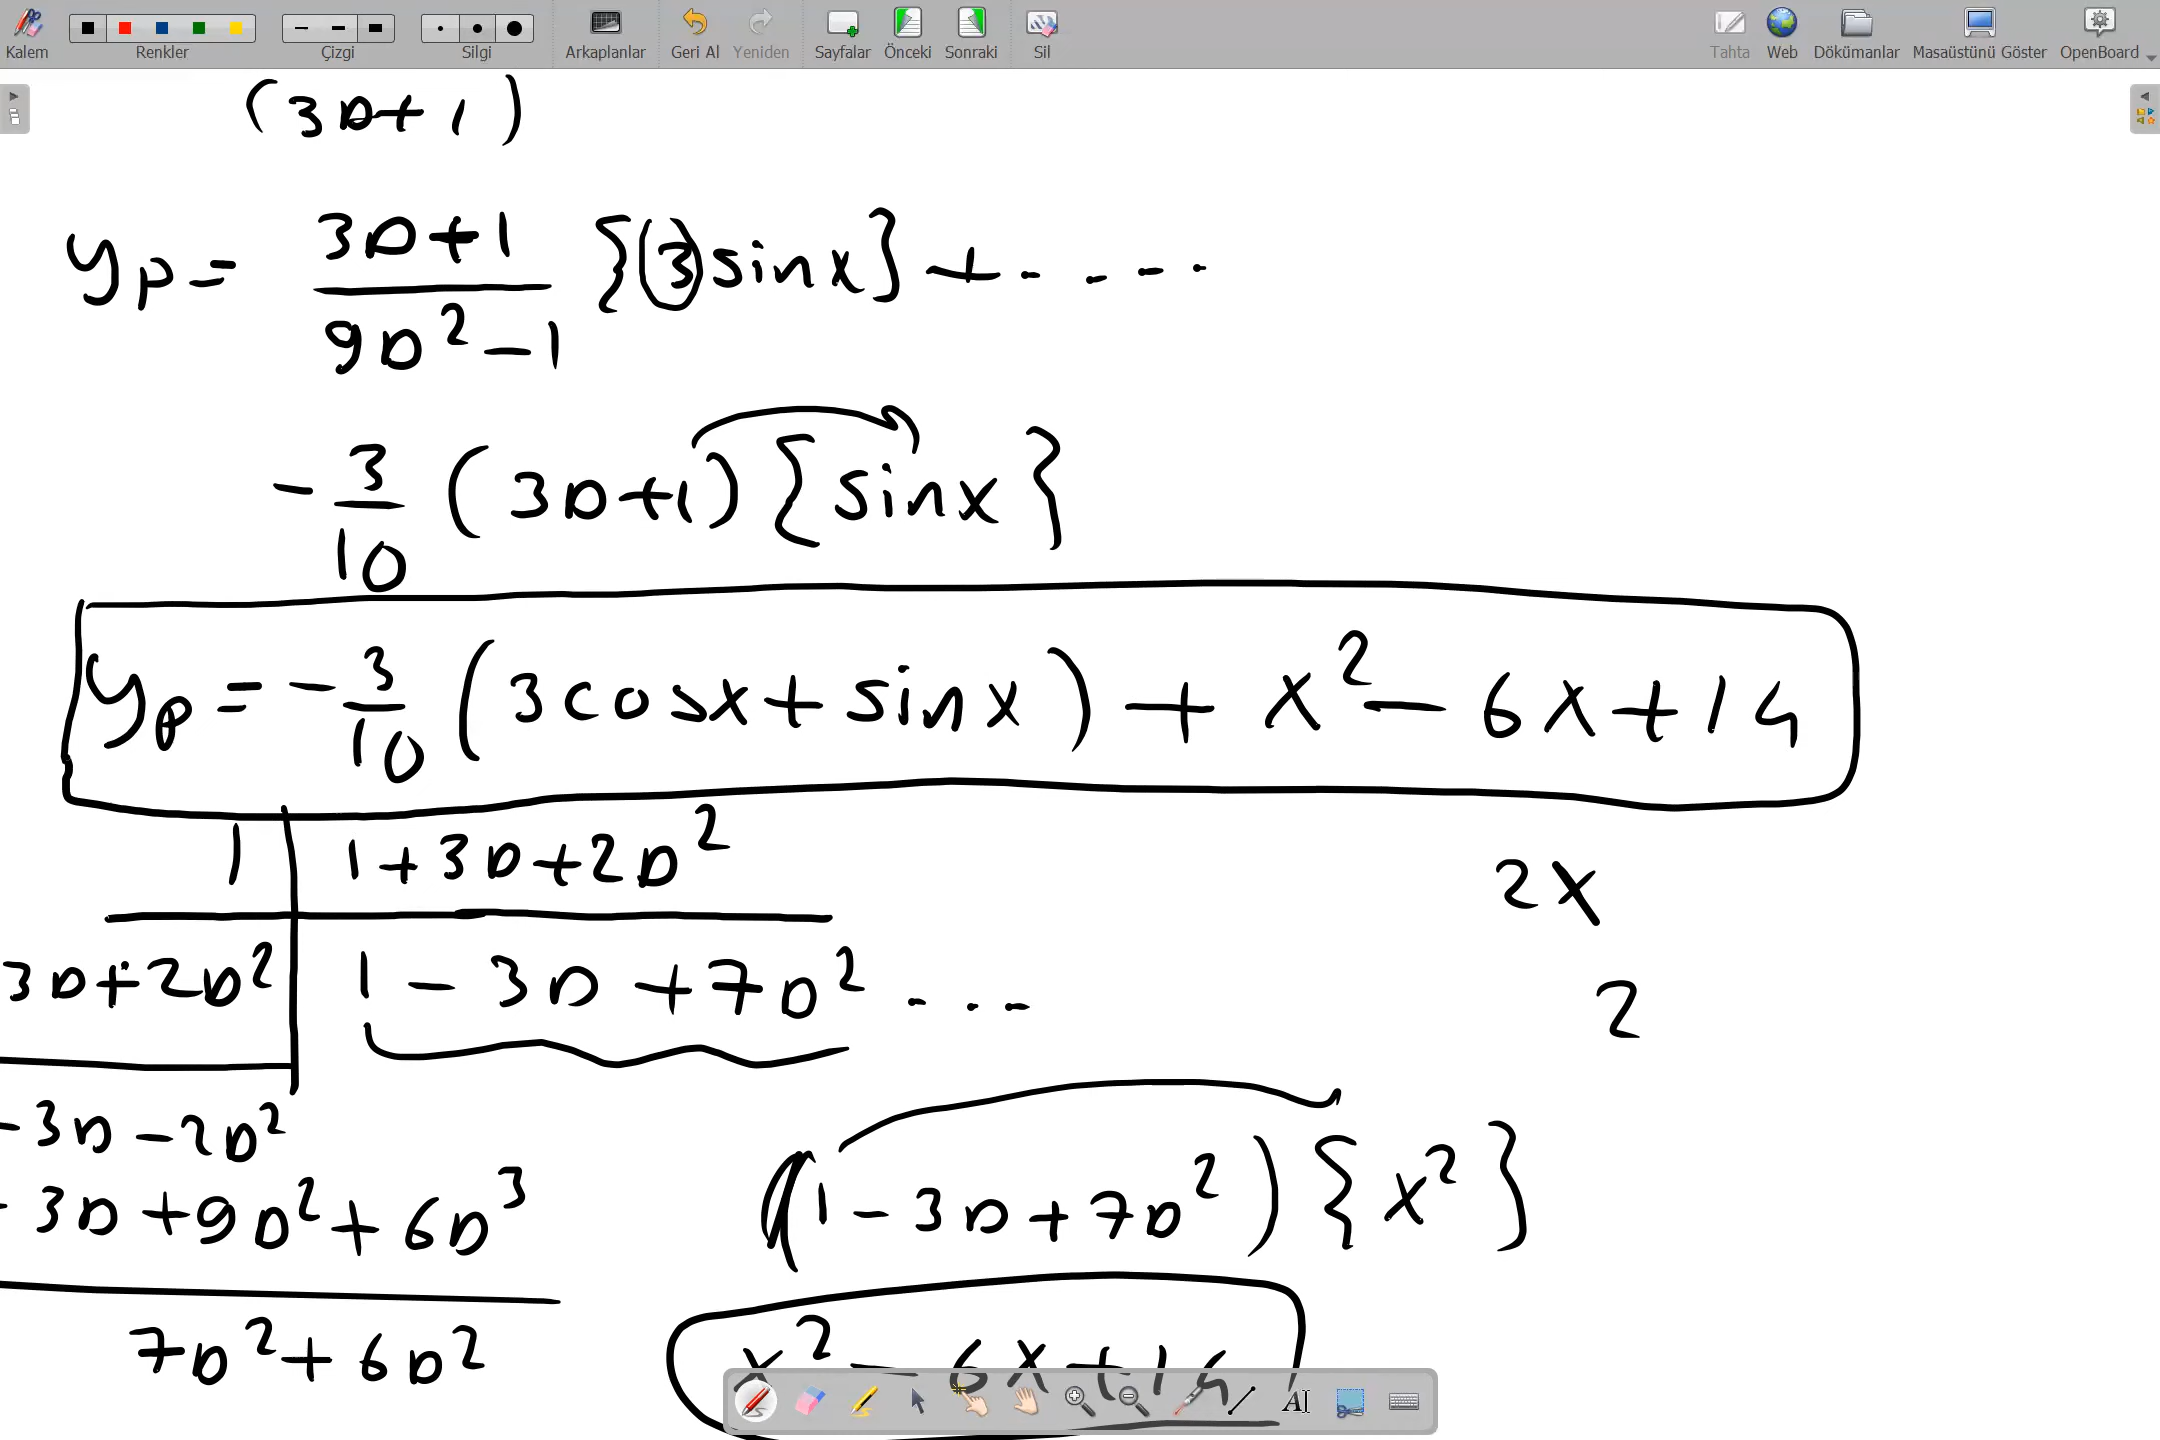 Kalem Renkler Çizgi Silgi Arkaplanlar Geri Al Yeniden Sayfalar Önceki Sonraki Sil Tahta Web Dökümanlar Masaüstünü Göster OpenBoard
(3D+1)
yp = 3D+1 / 9D² − 1 {(3)sinx} + . . . .
− 3/10 (3D+1) {sinx}
yp = − 3/10 (3cosx + sinx) + x² − 6x + 14
1 | 1 + 3D + 2D²
2x
3D + 2D² | 1 − 3D + 7D² ...
2
−3D − 2D²
(1 − 3D + 7D²) {x²}
- 3D + 9D² + 6D³
7D² + 6D²
x² − 6x + 14